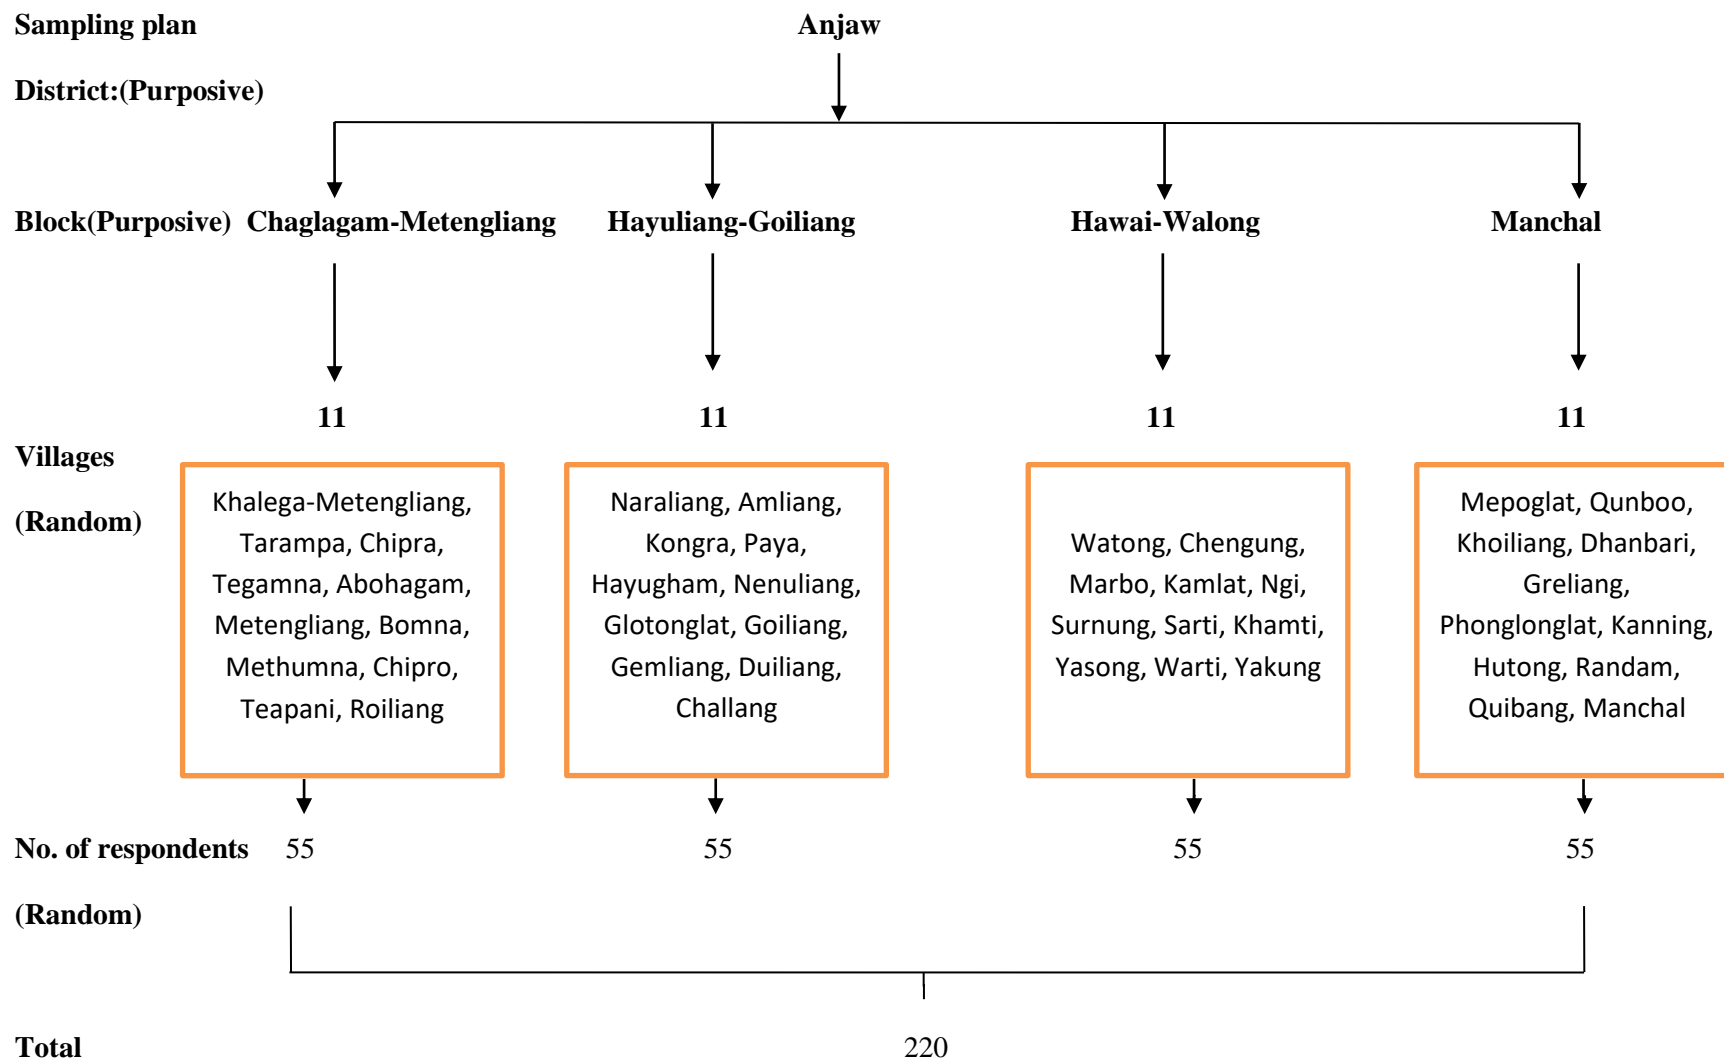 Sampling plan
Anjaw
District:(Purposive)
Block(Purposive) Chaglagam-Metengliang
Hayuliang-Goiliang
Hawai-Walong
Manchal
11
11
11
11
Villages
(Random)
Khalega-Metengliang,
Tarampa, Chipra,
Tegamna, Abohagam,
Metengliang, Bomna,
Methumna, Chipro,
Teapani, Roiliang
Naraliang, Amliang,
Kongra, Paya,
Hayugham, Nenuliang,
Glotonglat, Goiliang,
Gemliang, Duiliang,
Challang
Watong, Chengung,
Marbo, Kamlat, Ngi,
Surnung, Sarti, Khamti,
Yasong, Warti, Yakung
Mepoglat, Qunboo,
Khoiliang, Dhanbari,
Greliang,
Phonglonglat, Kanning,
Hutong, Randam,
Quibang, Manchal
No. of respondents
55
55
55
55
(Random)
Total
220